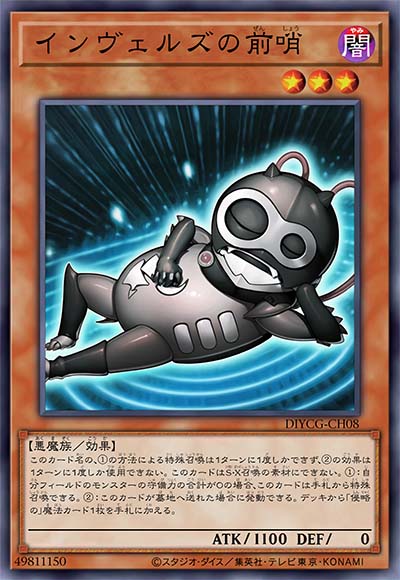 インヴェルズの前哨
闇
DIYCG-CH08
【悪魔族／効果】
このカード名の、①の方法による特殊召喚は1ターンに1度しかできず、②の効果は
1ターンに1度しか使用できない。このカードはS・X召喚の素材にできない。①：自
分フィールドのモンスターの守備力の合計が0の場合、このカードは手札から特殊
召喚できる。②：このカードが墓地へ送られた場合に発動できる。デッキから「侵略
の」魔法カード1枚を手札に加える。
ATK/1100 DEF/ 0
49811150
©スタジオ・ダイス/集英社・テレビ東京・KONAMI